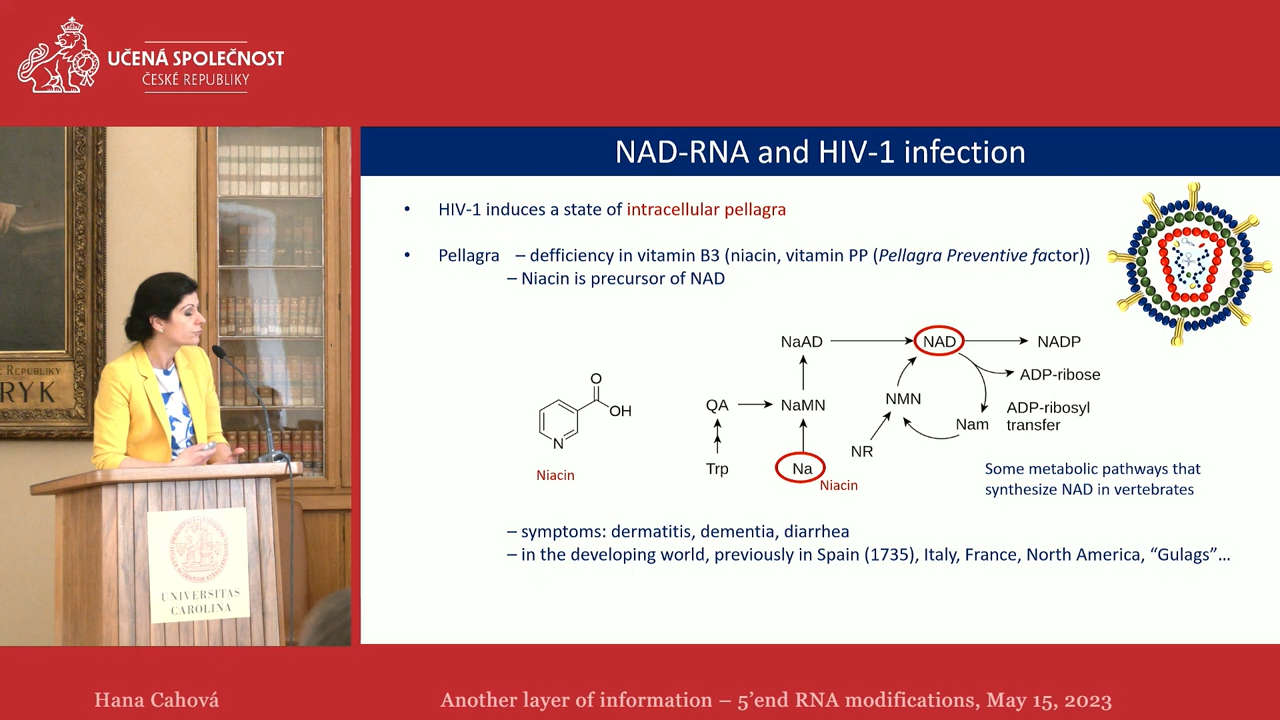 UČENÁ SPOLEČNOST
ČESKÉ REPUBLIKY
NAD-RNA and HIV-1 infection
• HIV-1 induces a state of intracellular pellagra
• Pellagra – defficiency in vitamin B3 (niacin, vitamin PP (Pellagra Preventive factor))
– Niacin is precursor of NAD
NaAD
NAD
NADP
ADP-ribose
O
OH
N
Niacin
QA
NaMN
NMN
Nam
ADP-ribosyl
transfer
NR
Trp
Na
Niacin
Some metabolic pathways that
synthesize NAD in vertebrates
– symptoms: dermatitis, dementia, diarrhea
– in the developing world, previously in Spain (1735), Italy, France, North America, “Gulags”…
REPUBLIKY
RYK
UNIVERSITAS
CAROLINA
Hana Cahová
Another layer of information – 5’end RNA modifications, May 15, 2023